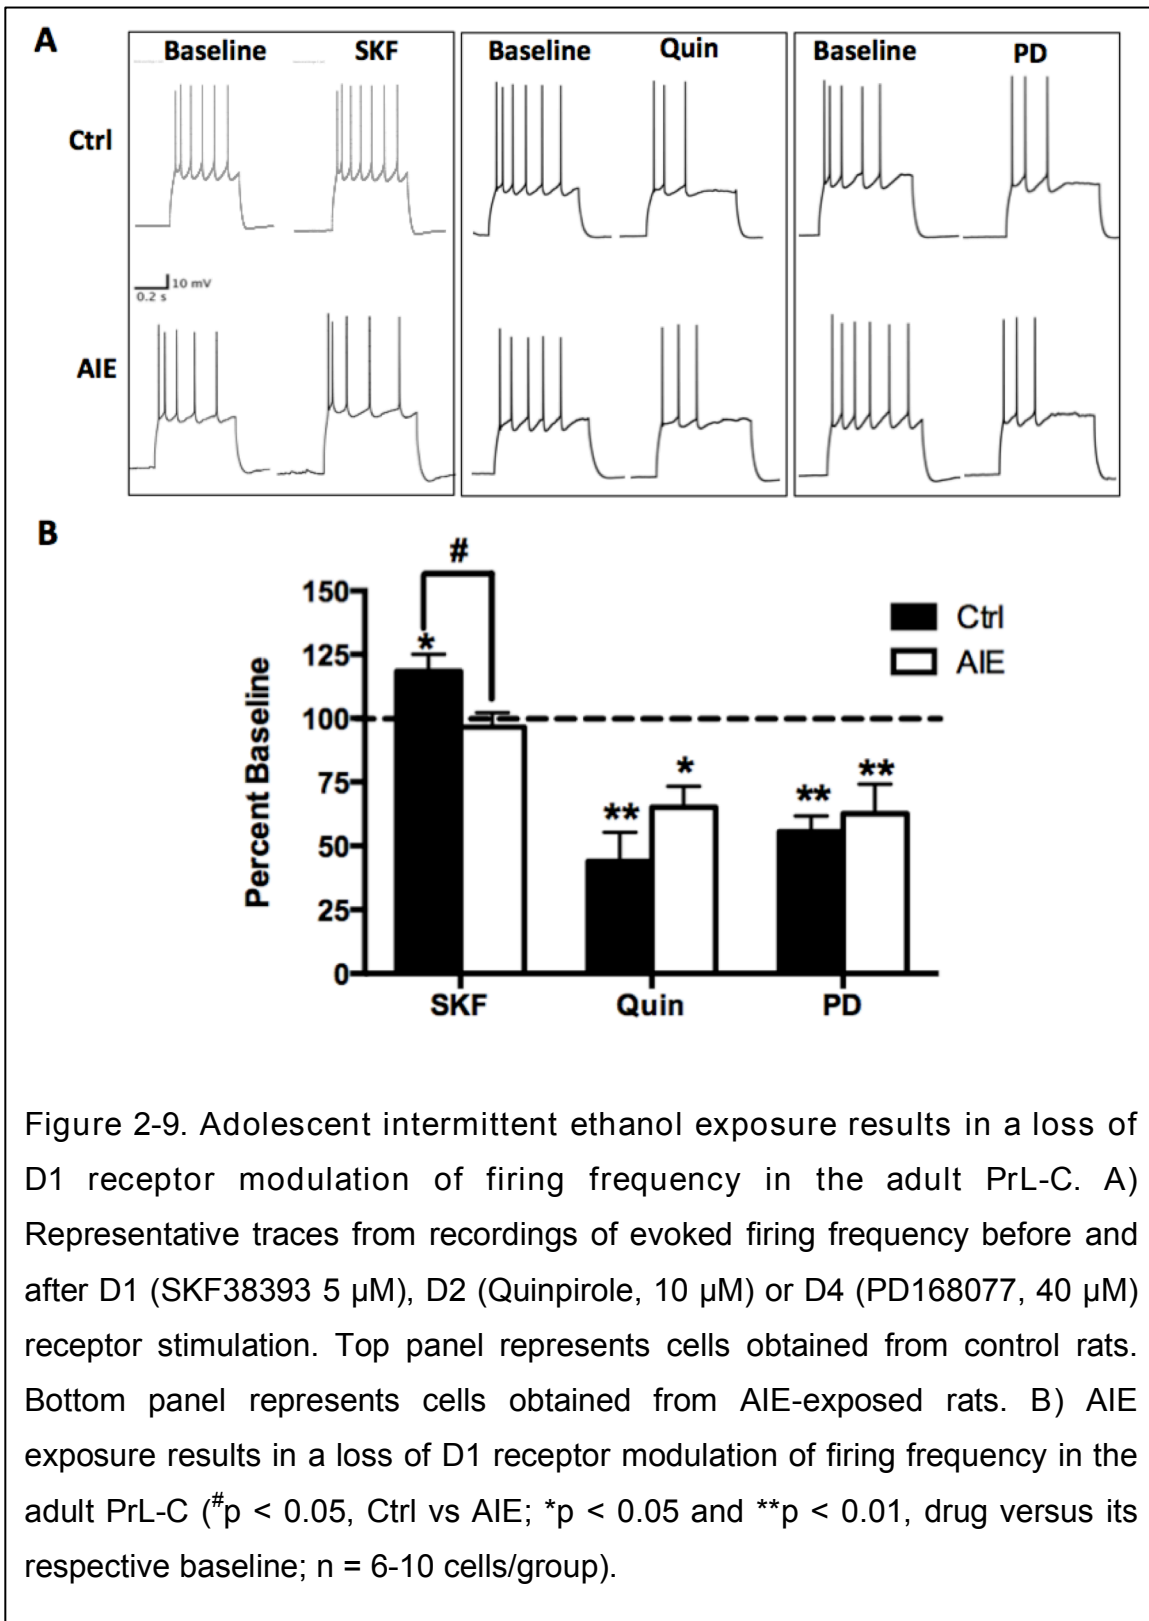 A
Baseline SKF Baseline Quin Baseline PD
Ctrl
10 mV
0.2 s
AIE
B
#
150
Ctrl
*
125
AIE
100
*
**
75
**
**
50
25
0
Percent Baseline
SKF Quin PD
Figure 2-9. Adolescent intermittent ethanol exposure results in a loss of
D1 receptor modulation of firing frequency in the adult PrL-C. A)
Representative traces from recordings of evoked firing frequency before and
after D1 (SKF38393 5 µM), D2 (Quinpirole, 10 µM) or D4 (PD168077, 40 µM)
receptor stimulation. Top panel represents cells obtained from control rats.
Bottom panel represents cells obtained from AIE-exposed rats. B) AIE
exposure results in a loss of D1 receptor modulation of firing frequency in the
adult PrL-C (#p < 0.05, Ctrl vs AIE; *p < 0.05 and **p < 0.01, drug versus its
respective baseline; n = 6-10 cells/group).